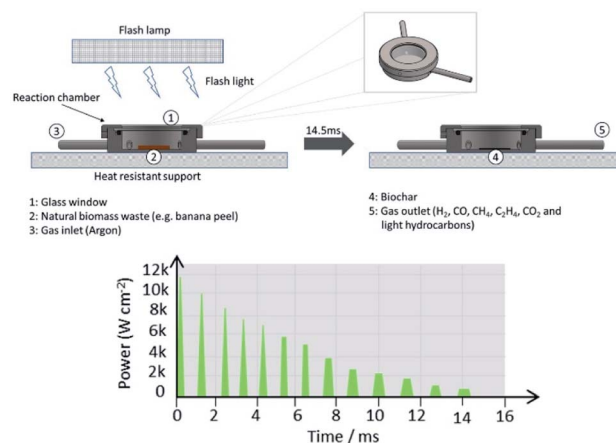 Flash lamp
Flash light
Reaction chamber
1
3
2
Heat resistant support
14.5ms
5
4
1: Glass window
2: Natural biomass waste (e.g. banana peel)
3: Gas inlet (Argon)
4: Biochar
5: Gas outlet (H₂, CO, CH₄, C₂H₄, CO₂ and
light hydrocarbons)
Power (W cm⁻²)
12k
10k
8k
6k
4k
2k
0
0 2 4 6 8 10 12 14 16
Time / ms